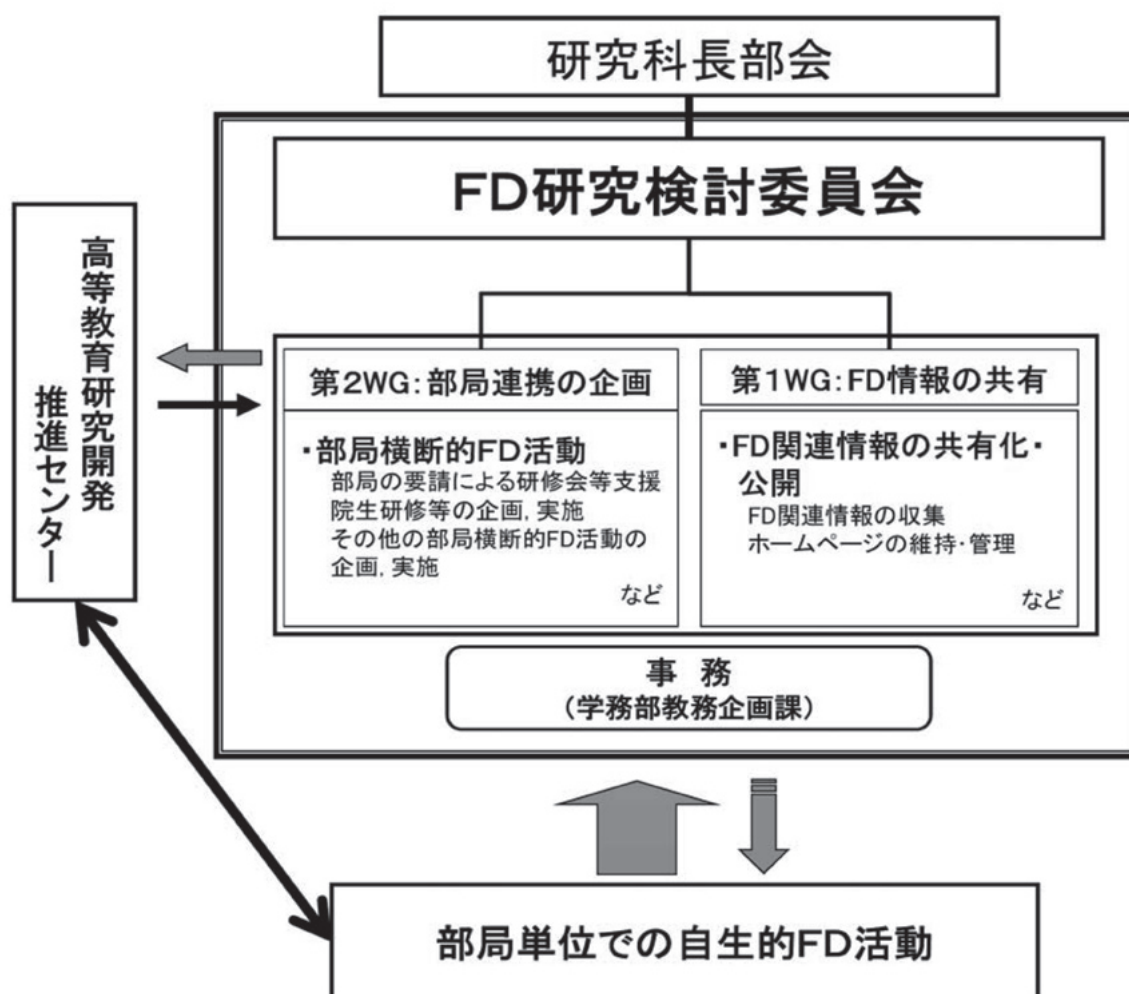 研究科長部会
FD研究検討委員会
高等教育研究開発
推進センター
第2WG:部局連携の企画
・部局横断的FD活動
部局の要請による研修会等支援
院生研修等の企画, 実施
その他の部局横断的FD活動の
企画, 実施
など
第1WG:FD情報の共有
・FD関連情報の共有化・
公開
FD関連情報の収集
ホームページの維持・管理
など
事 務
(学務部教務企画課)
部局単位での自生的FD活動